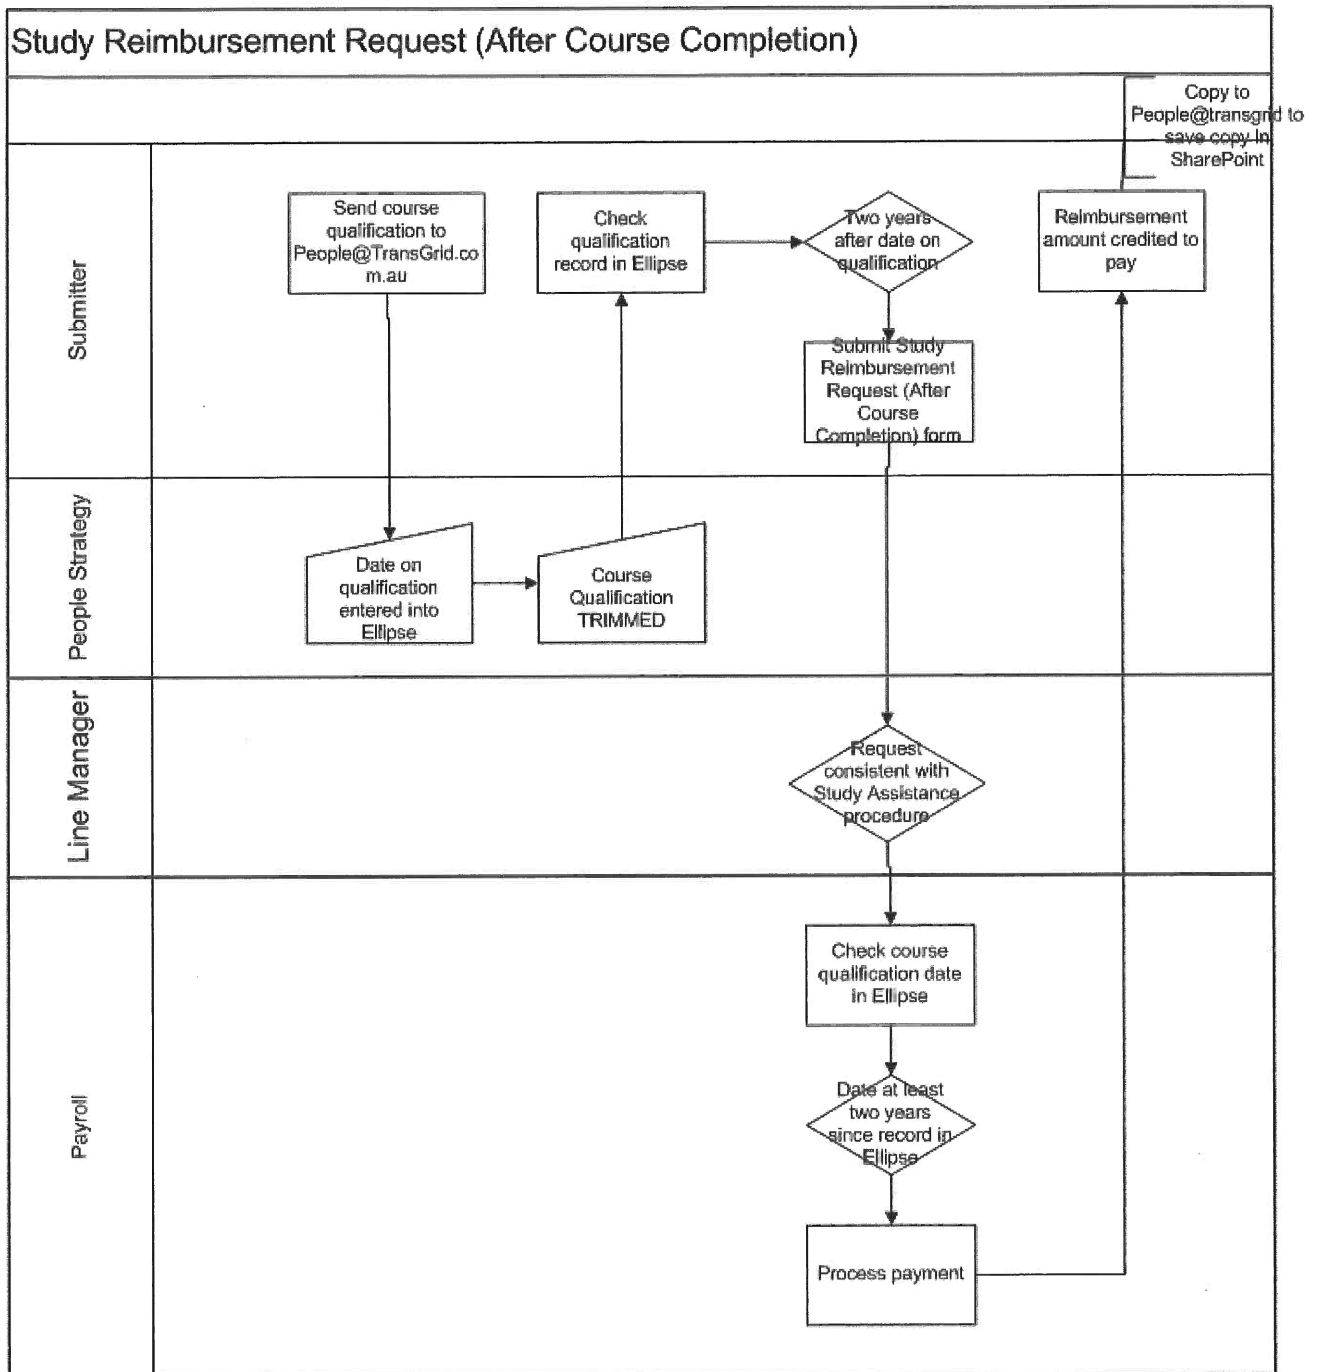 Study Reimbursement Request (After Course Completion)
Copy to
People@transgrid to
save copy in
SharePoint
Submitter
Send course
qualification to
People@TransGrid.co
m.au
Check
qualification
record in Ellipse
Two years
after date on
qualification
Reimbursement
amount credited to
pay
Submit Study
Reimbursement
Request (After
Course
Completion) form
People Strategy
Date on
qualification
entered into
Ellipse
Course
Qualification
TRIMMED
Line Manager
Request
consistent with
Study Assistance
procedure
Payroll
Check course
qualification date
in Ellipse
Date at least
two years
since record in
Ellipse
Process payment